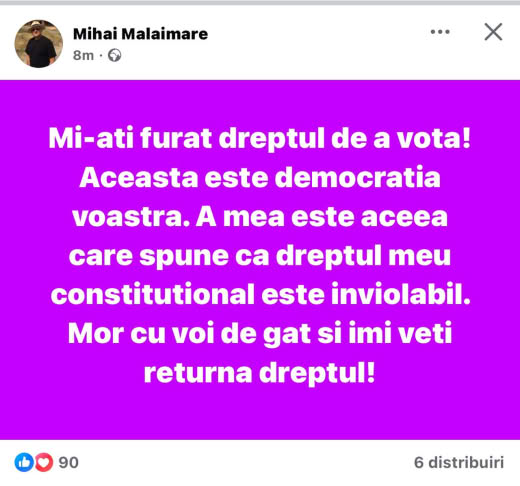 Mihai Malaimare
8m ·
Mi-ati furat dreptul de a vota!
Aceasta este democratia
voastra. A mea este aceea
care spune ca dreptul meu
constitutional este inviolabil.
Mor cu voi de gat si imi veti
returna dreptul!
90
6 distribuiri